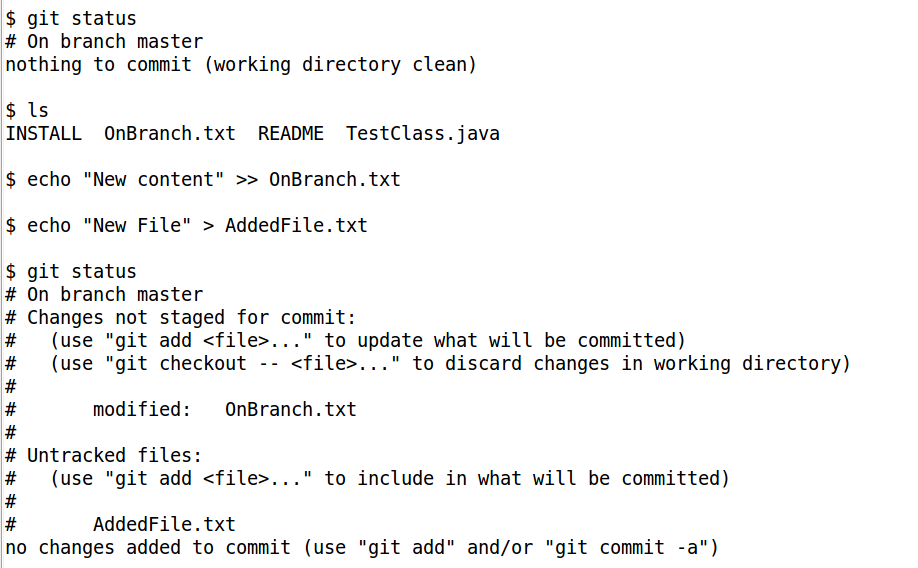 $ git status
# On branch master
nothing to commit (working directory clean)
$ ls
INSTALL  OnBranch.txt  README  TestClass.java
$ echo "New content" >> OnBranch.txt
$ echo "New File" > AddedFile.txt
$ git status
# On branch master
# Changes not staged for commit:
#   (use "git add <file>..." to update what will be committed)
#   (use "git checkout -- <file>..." to discard changes in working directory)
#
#       modified:   OnBranch.txt
#
# Untracked files:
#   (use "git add <file>..." to include in what will be committed)
#
#       AddedFile.txt
no changes added to commit (use "git add" and/or "git commit -a")